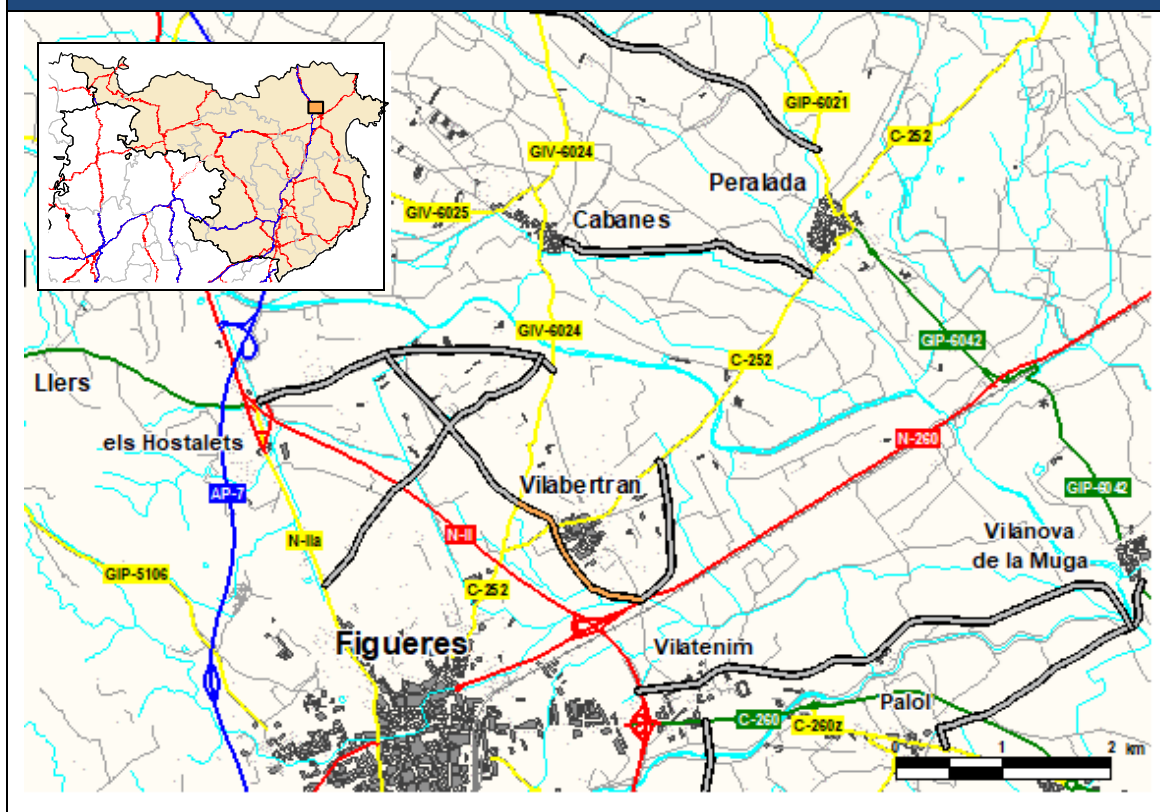 GIP-6021
C-252
GIV-6024
Peralada
GIV-6025
Cabanes
GIV-6024
GIP-6042
C-252
Llers
els Hostalets
N-260
AP-7
Vilabertran
GIP-6042
N-IIa
N-II
Vilanova
de la Muga
GIP-5106
C-252
Figueres
Vilatenim
Palol
C-260
C-260z
0 1 2 km